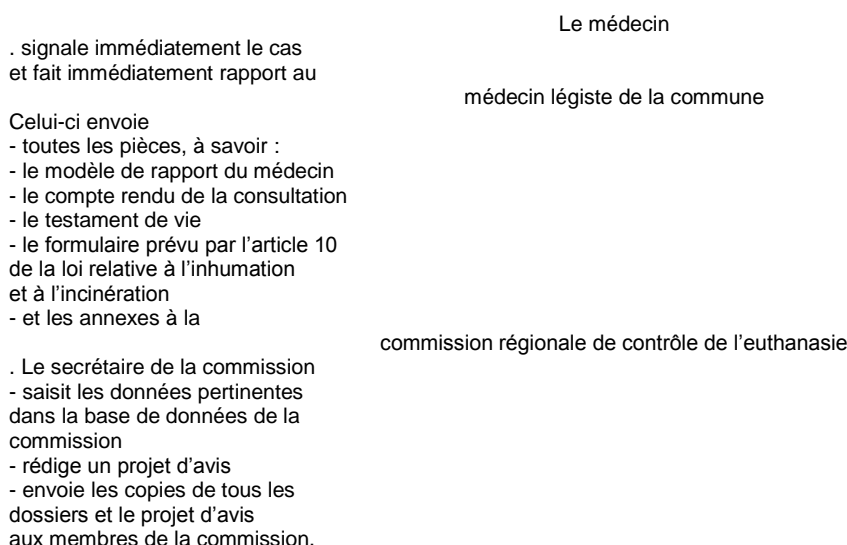 Le médecin
. signale immédiatement le cas
et fait immédiatement rapport au
médecin légiste de la commune
Celui-ci envoie
- toutes les pièces, à savoir :
- le modèle de rapport du médecin
- le compte rendu de la consultation
- le testament de vie
- le formulaire prévu par l’article 10
de la loi relative à l’inhumation
et à l’incinération
- et les annexes à la
commission régionale de contrôle de l’euthanasie
. Le secrétaire de la commission
- saisit les données pertinentes
dans la base de données de la
commission
- rédige un projet d’avis
- envoie les copies de tous les
dossiers et le projet d’avis
aux membres de la commission.